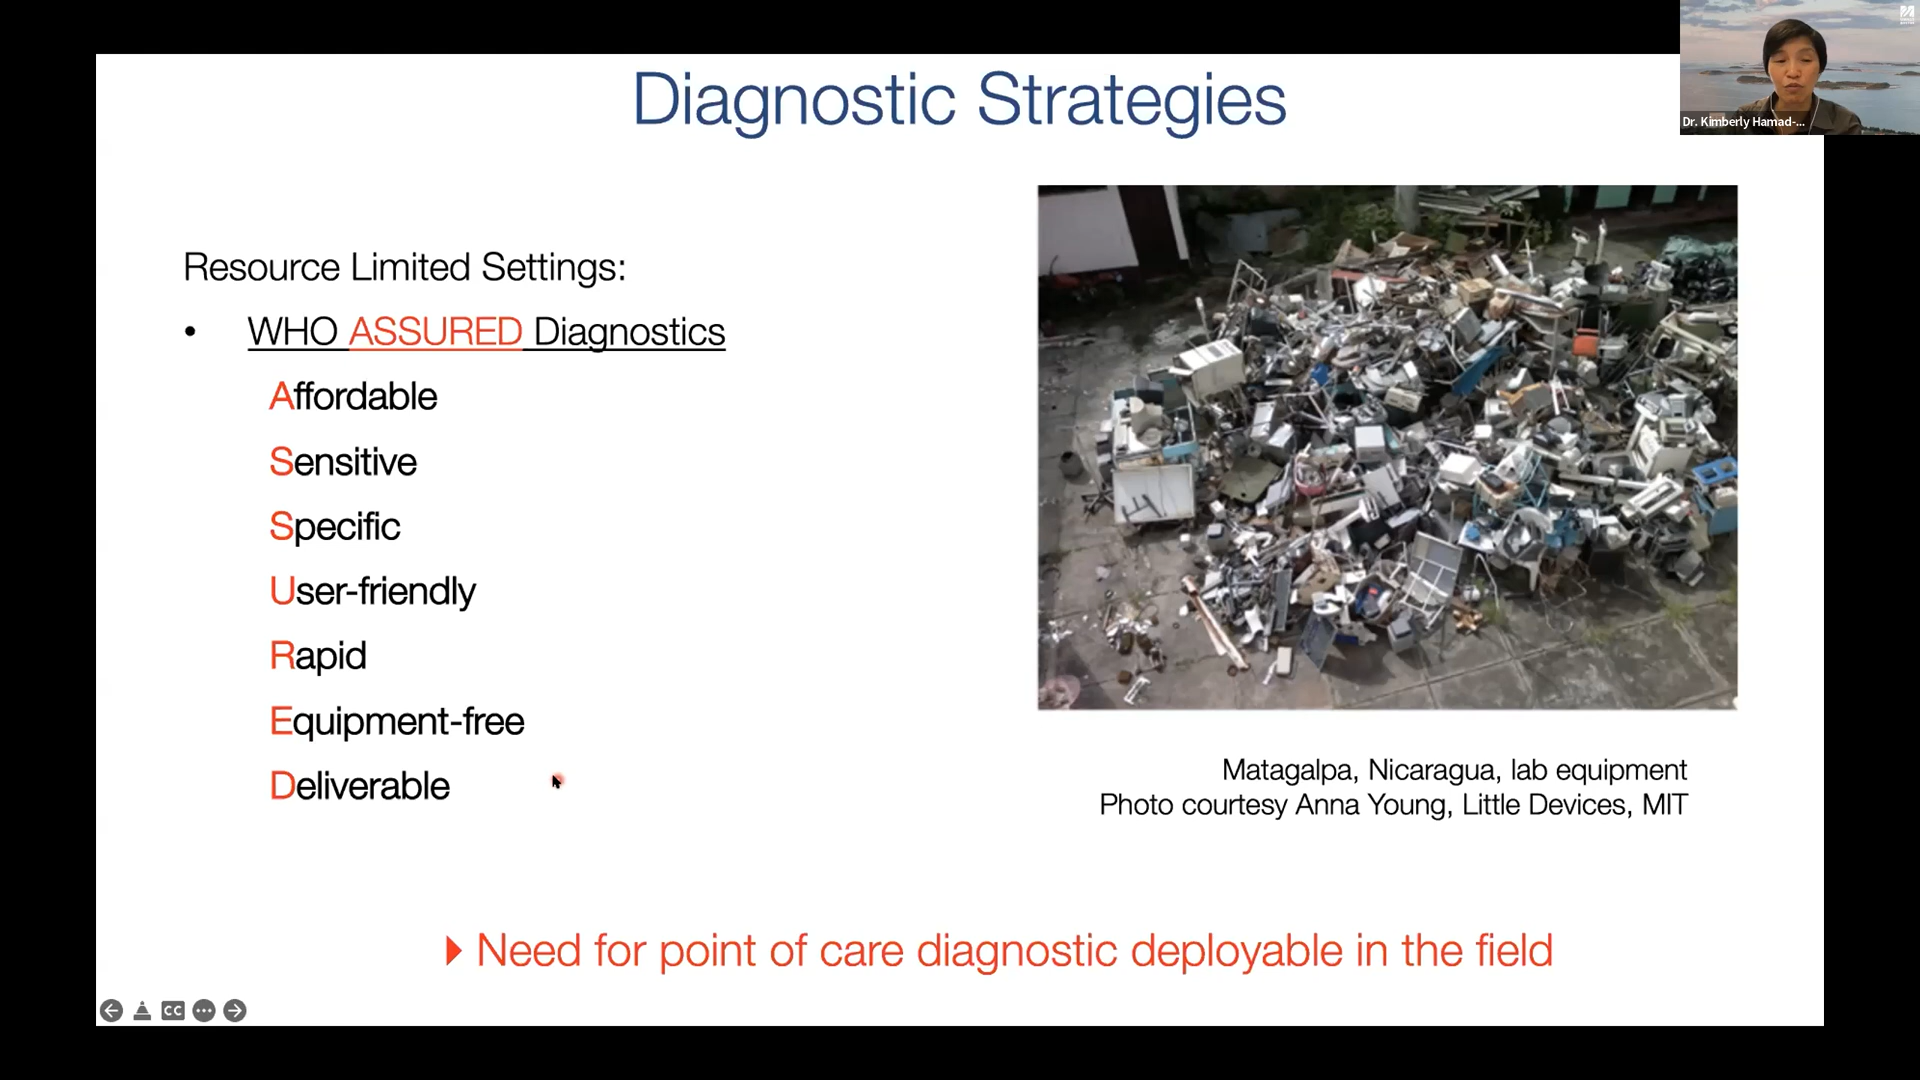 Diagnostic Strategies
Dr. Kimberly Hamad-...
Resource Limited Settings:
• WHO ASSURED Diagnostics
Affordable
Sensitive
Specific
User-friendly
Rapid
Equipment-free
Deliverable
Matagalpa, Nicaragua, lab equipment
Photo courtesy Anna Young, Little Devices, MIT
Need for point of care diagnostic deployable in the field
CC